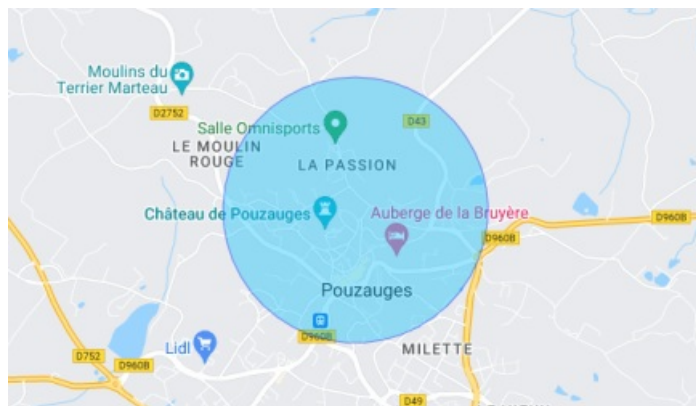 Moulins du
Terrier Marteau
D2752
Salle Omnisports
D43
LE MOULIN
ROUGE
LA PASSION
Château de Pouzauges
Auberge de la Bruyère
D960B
D960B
Pouzauges
D960B
Lidl
MILETTE
D752
D960B
D49